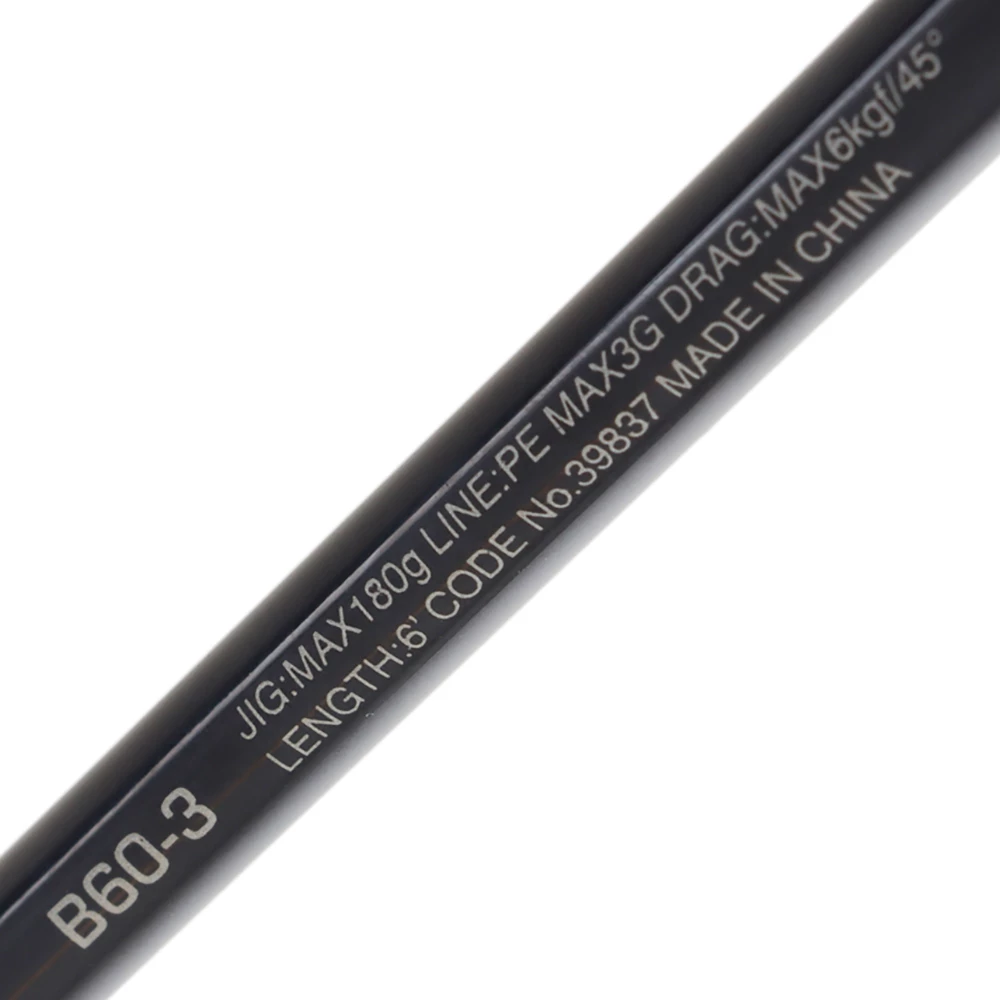 B60-3
JIG:MAX180g LINE:PE MAX3G DRAG:MAX6kgf/45°
LENGTH:6' CODE No.39837 MADE IN CHINA